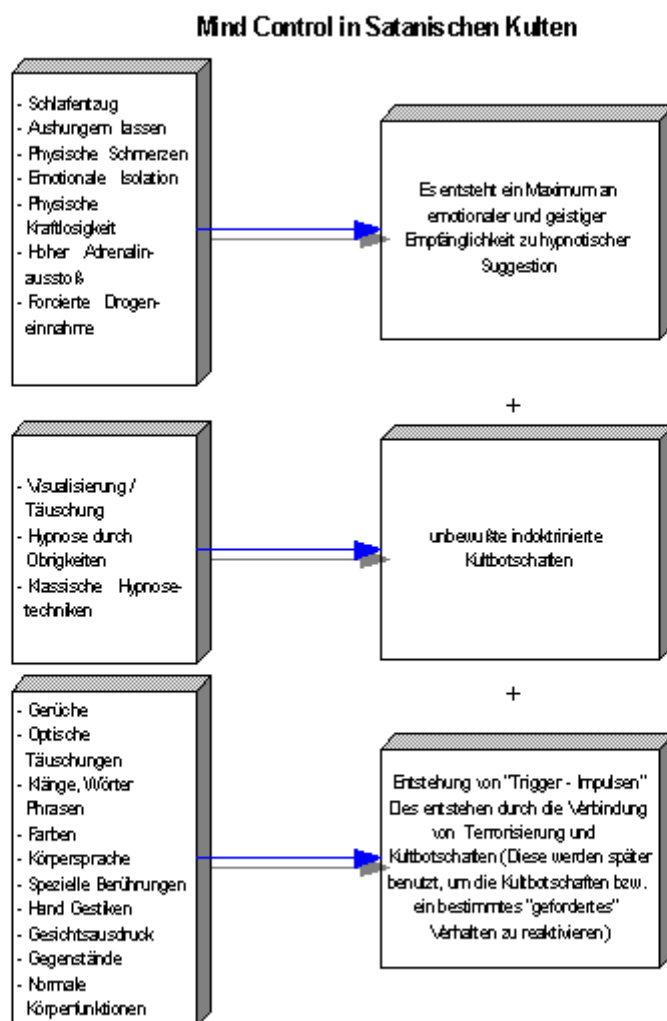 Mind Control in Satanischen Kulten
- Schlafentzug
- Aushungern lassen
- Physische Schmerzen
- Emotionale Isolation
- Physische
Kraftlosigkeit
- Hoher Adrenalin-
ausstoß
- Forcierte Drogen-
einnahme
Es entsteht ein Maximum an
emotionaler und geistiger
Empfänglichkeit zu hypnotischer
Suggestion
+
- Visualisierung /
Täuschung
- Hypnose durch
Obrigkeiten
- Klassische Hypnose-
techniken
unbewußte indoktrinierte
Kultbotschaften
+
- Gerüche
- Optische
Täuschungen
- Klänge, Wörter
Phrasen
- Farben
- Körpersprache
- Spezielle Berührungen
- Hand Gestiken
- Gesichtsausdruck
- Gegenstände
- Normale
Körperfunktionen
Entstehung von "Trigger - Impulsen"
Dies entstehen durch die Verbindung
von Terrorisierung und
Kultbotschaften (Diese werden später
benutzt, um die Kultbotschaften bzw.
ein bestimmtes "gefordertes"
Verhalten zu reaktivieren)